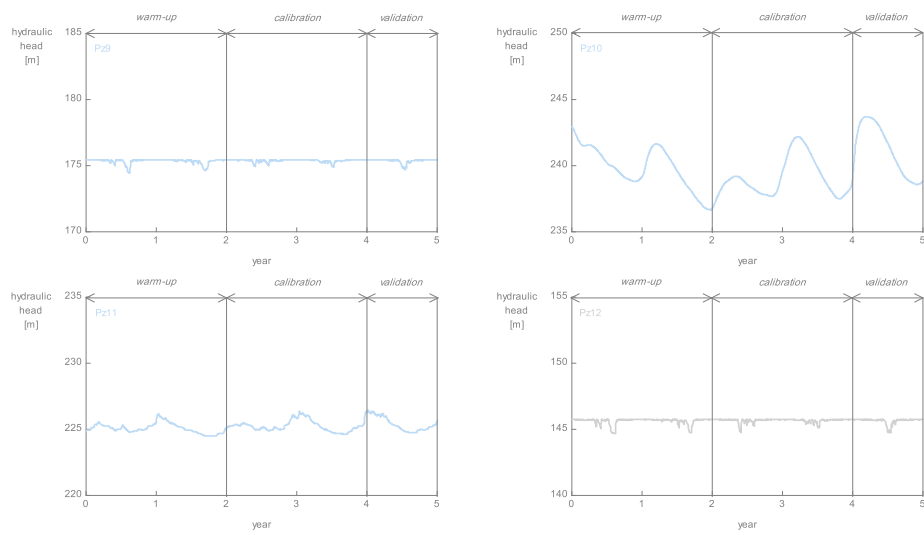 warm-up calibration validation
hydraulic
head
[m]
185
Pz9
180
175
170
0 1 2 3 4 5
year
warm-up calibration validation
hydraulic
head
[m]
250
Pz10
245
240
235
0 1 2 3 4 5
year
warm-up calibration validation
hydraulic
head
[m]
235
Pz11
230
225
220
0 1 2 3 4 5
year
warm-up calibration validation
hydraulic
head
[m]
155
Pz12
150
145
140
0 1 2 3 4 5
year